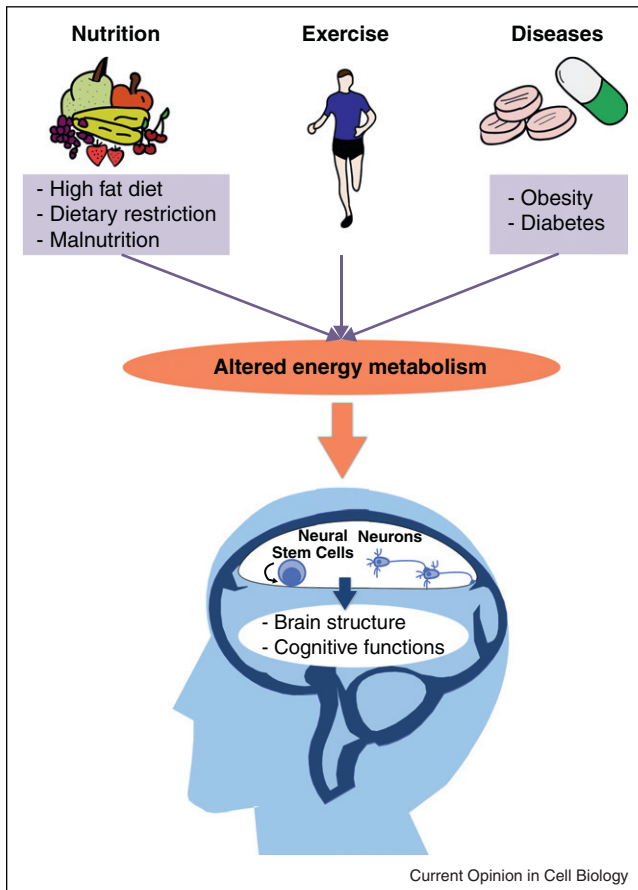 Nutrition
Exercise
Diseases
- High fat diet
- Dietary restriction
- Malnutrition
- Obesity
- Diabetes
Altered energy metabolism
Neural
Stem Cells
Neurons
- Brain structure
- Cognitive functions
Current Opinion in Cell Biology